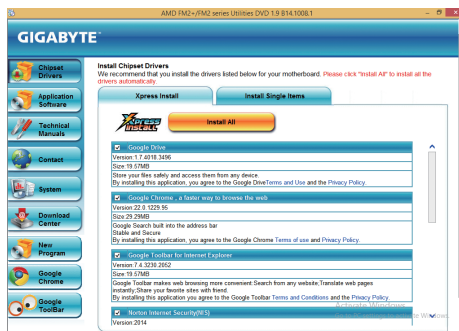 AMD FM2+/FM2 series Utilities DVD 1.9 B14.1008.1
GIGABYTE™
Chipset
Drivers
Application
Software
Technical
Manuals
Contact
System
Download
Center
New
Program
Google
Chrome
Google
ToolBar
Install Chipset Drivers
We recommend that you install the drivers listed below for your motherboard. Please click "Install All" to install all the
drivers automatically.
Xpress Install
Install Single Items
Xpress
INSTALL
Install All
Google Drive
Version:1.7.4018.3496
Size:19.57MB
Store your files safely and access them from any device.
By installing this application, you agree to the Google DriveTerms and Use and the Privacy Policy.
Google Chrome , a faster way to browse the web
Version:22.0.1229.95
Size:29.29MB
Google Search built into the address bar
Stable and Secure
By installing this application, you agree to the Google Chrome Terms of use and Privacy Policy.
Google Toolbar for Internet Explorer
Version:7.4.3230.2052
Size:19.57MB
Google Toolbar makes web browsing more convenient:Search from any website;Translate web pages
instantly;Share your favorite sites with friend.
By installing this application you agree to the Google Toolbar Terms and Conditions and the Privacy Policy.
Norton Internet Security(NIS)
Version:2014
Activate Windows